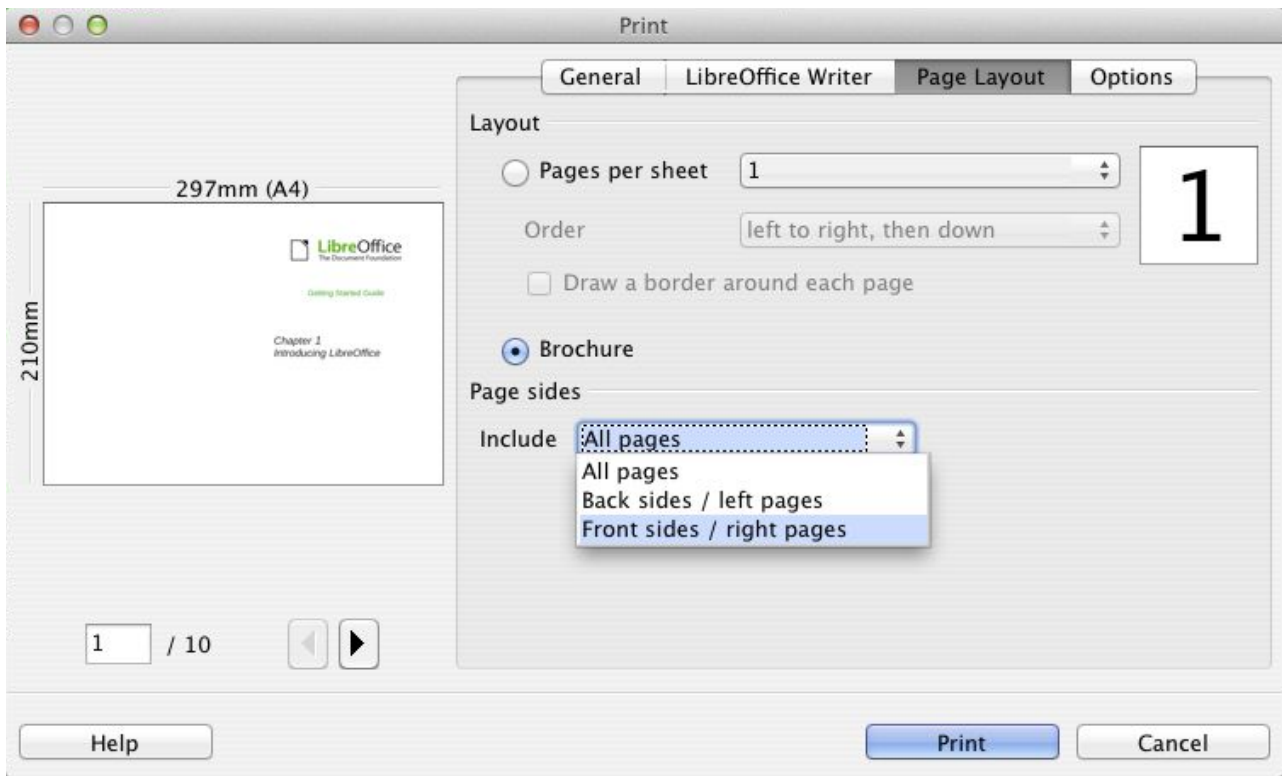 Print
General LibreOffice Writer Page Layout Options
Layout
Pages per sheet 1
1
297mm (A4)
210mm
LibreOffice
The Document Foundation
Getting Started Guide
Chapter 1
Introducing LibreOffice
Order left to right, then down
Draw a border around each page
Brochure
Page sides
Include All pages
All pages
Back sides / left pages
Front sides / right pages
1 / 10
Help Print Cancel